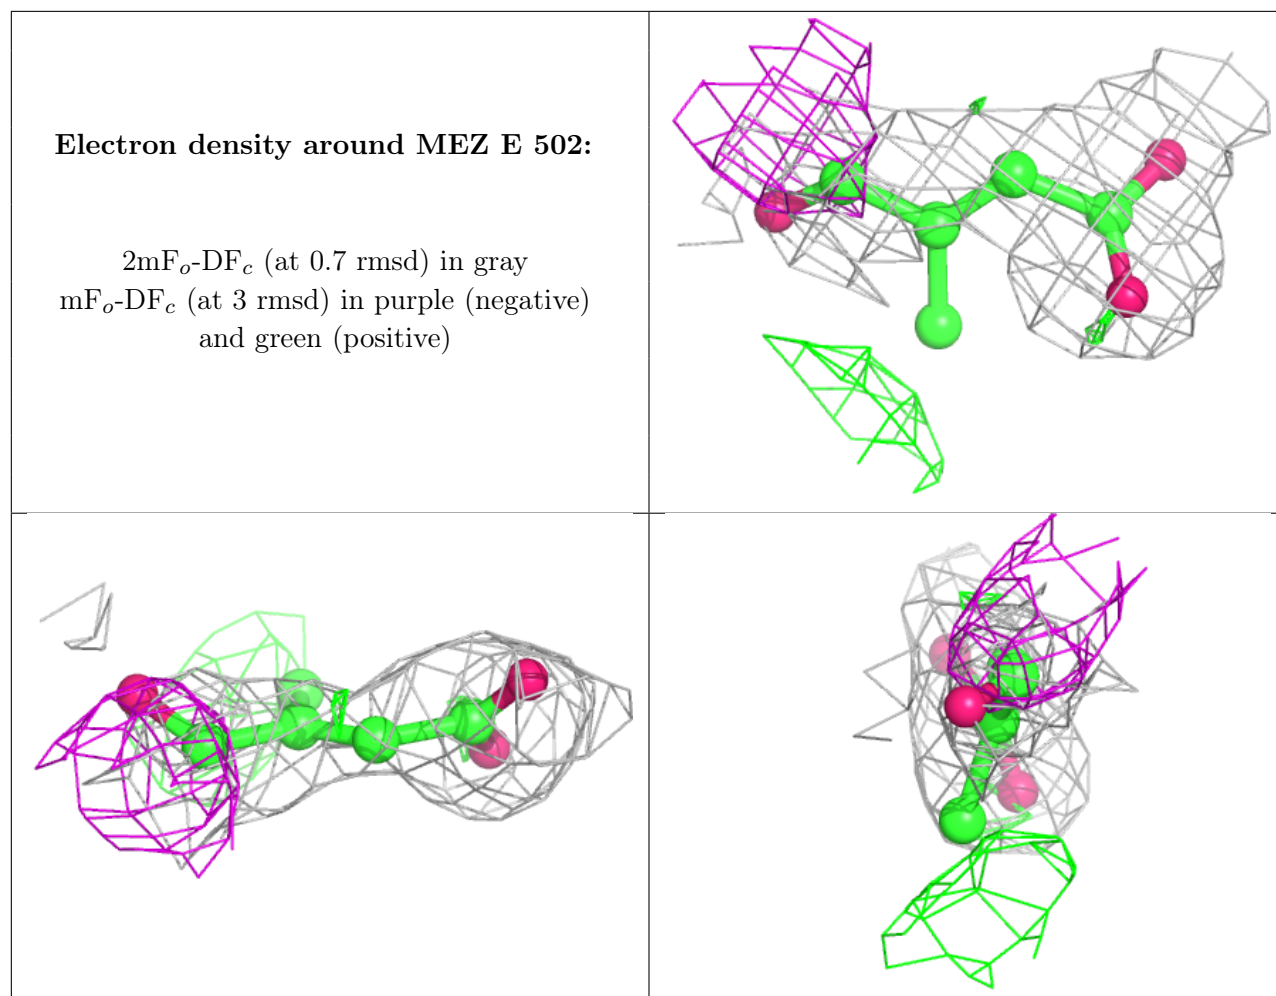 Electron density around MEZ E 502:
2mFo-DFc (at 0.7 rmsd) in gray
mFo-DFc (at 3 rmsd) in purple (negative)
and green (positive)